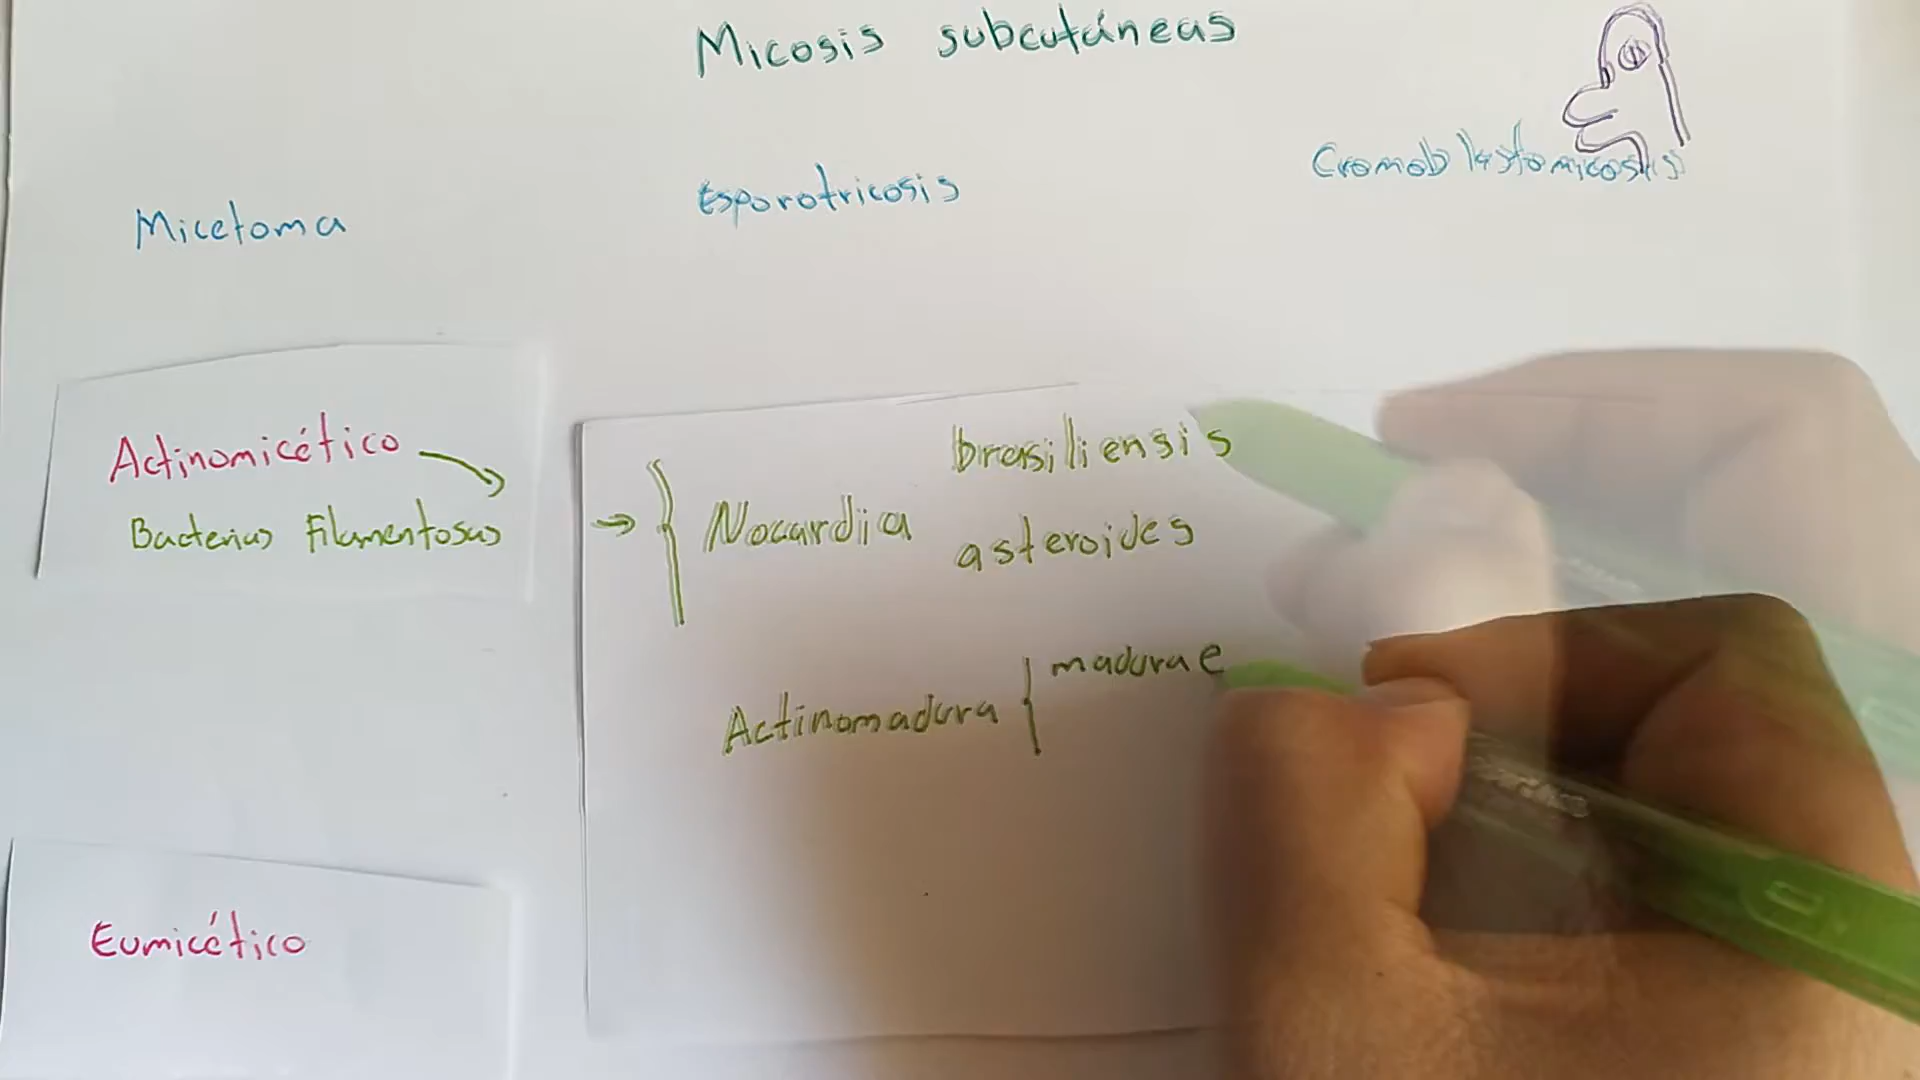 Micosis subcutáneas
Cromoblastomicosis
Esporotricosis
Micetoma
Actinomicético
Bacterias Filamentosas
Nocardia
brasiliensis
asteroides
Actinomadura
madurae
Eumicético